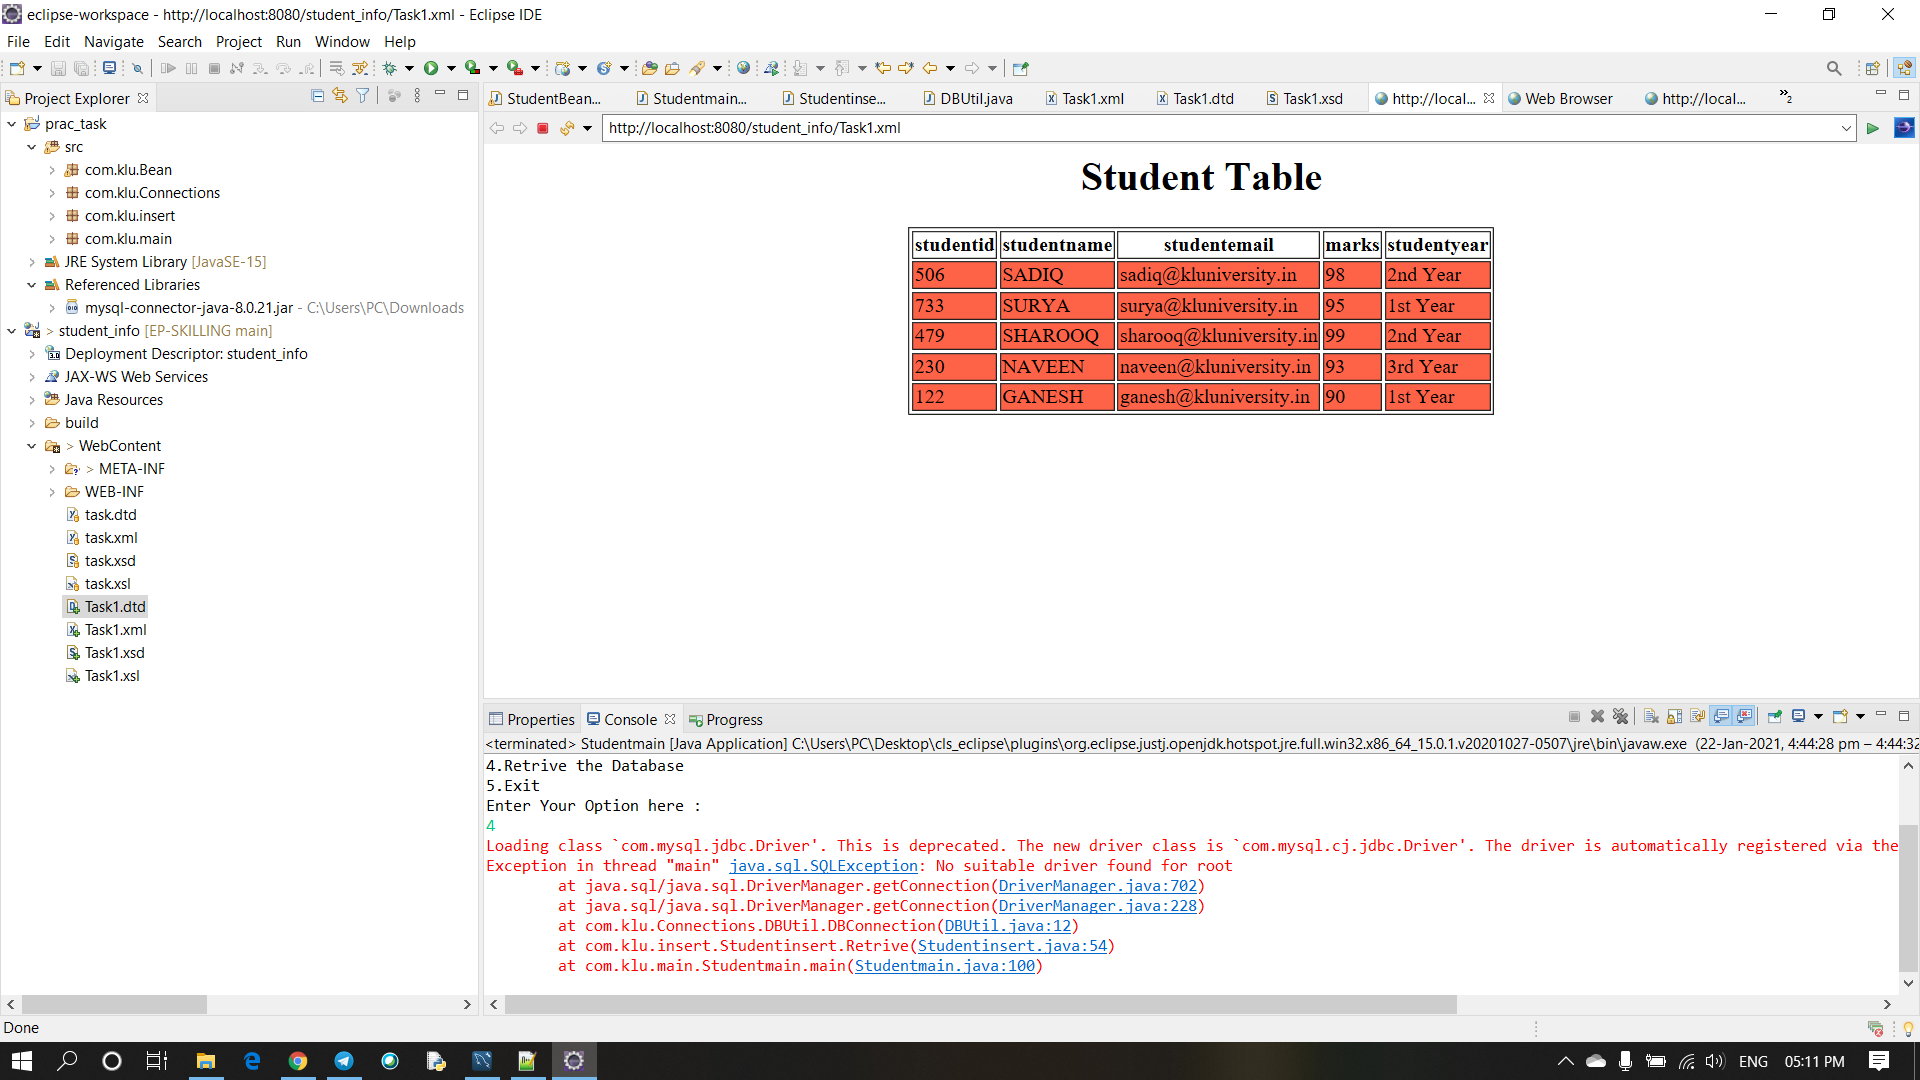 eclipse-workspace - http://localhost:8080/student_info/Task1.xml - Eclipse IDE
File Edit Navigate Search Project Run Window Help
Project Explorer
StudentBean... Studentmain... Studentinse... DBUtil.java Task1.xml Task1.dtd Task1.xsd http://local... Web Browser http://local... »2
http://localhost:8080/student_info/Task1.xml
prac_task
src
com.klu.Bean
com.klu.Connections
com.klu.insert
com.klu.main
JRE System Library [JavaSE-15]
Referenced Libraries
mysql-connector-java-8.0.21.jar - C:\Users\PC\Downloads
> student_info [EP-SKILLING main]
Deployment Descriptor: student_info
JAX-WS Web Services
Java Resources
build
> WebContent
> META-INF
WEB-INF
task.dtd
task.xml
task.xsd
task.xsl
Task1.dtd
Task1.xml
Task1.xsd
Task1.xsl
Student Table
studentid studentname studentemail marks studentyear
506 SADIQ sadiq@kluniversity.in 98 2nd Year
733 SURYA surya@kluniversity.in 95 1st Year
479 SHAROOQ sharooq@kluniversity.in 99 2nd Year
230 NAVEEN naveen@kluniversity.in 93 3rd Year
122 GANESH ganesh@kluniversity.in 90 1st Year
Properties Console Progress
<terminated> Studentmain [Java Application] C:\Users\PC\Desktop\cls_eclipse\plugins\org.eclipse.justj.openjdk.hotspot.jre.full.win32.x86_64_15.0.1.v20201027-0507\jre\bin\javaw.exe (22-Jan-2021, 4:44:28 pm – 4:44:32
4.Retrive the Database
5.Exit
Enter Your Option here :
4
Loading class `com.mysql.jdbc.Driver'. This is deprecated. The new driver class is `com.mysql.cj.jdbc.Driver'. The driver is automatically registered via the
Exception in thread "main" java.sql.SQLException: No suitable driver found for root
at java.sql/java.sql.DriverManager.getConnection(DriverManager.java:702)
at java.sql/java.sql.DriverManager.getConnection(DriverManager.java:228)
at com.klu.Connections.DBUtil.DBConnection(DBUtil.java:12)
at com.klu.insert.Studentinsert.Retrive(Studentinsert.java:54)
at com.klu.main.Studentmain.main(Studentmain.java:100)
Done
ENG 05:11 PM